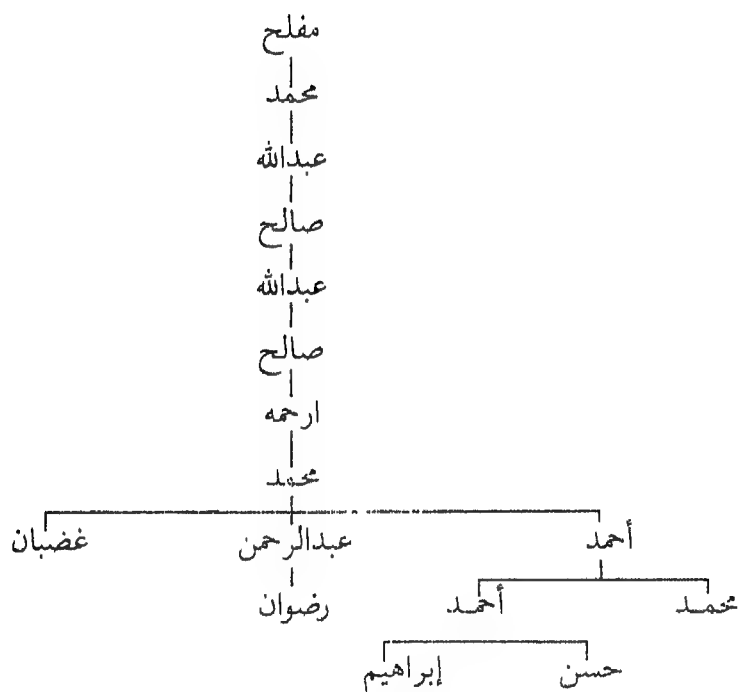 مفلح
محمد
عبدالله
صالح
عبدالله
صالح
ارحمه
محمد
أحمد عبدالرحمن غضبان
محمد أحمد رضوان
حسن إبراهيم